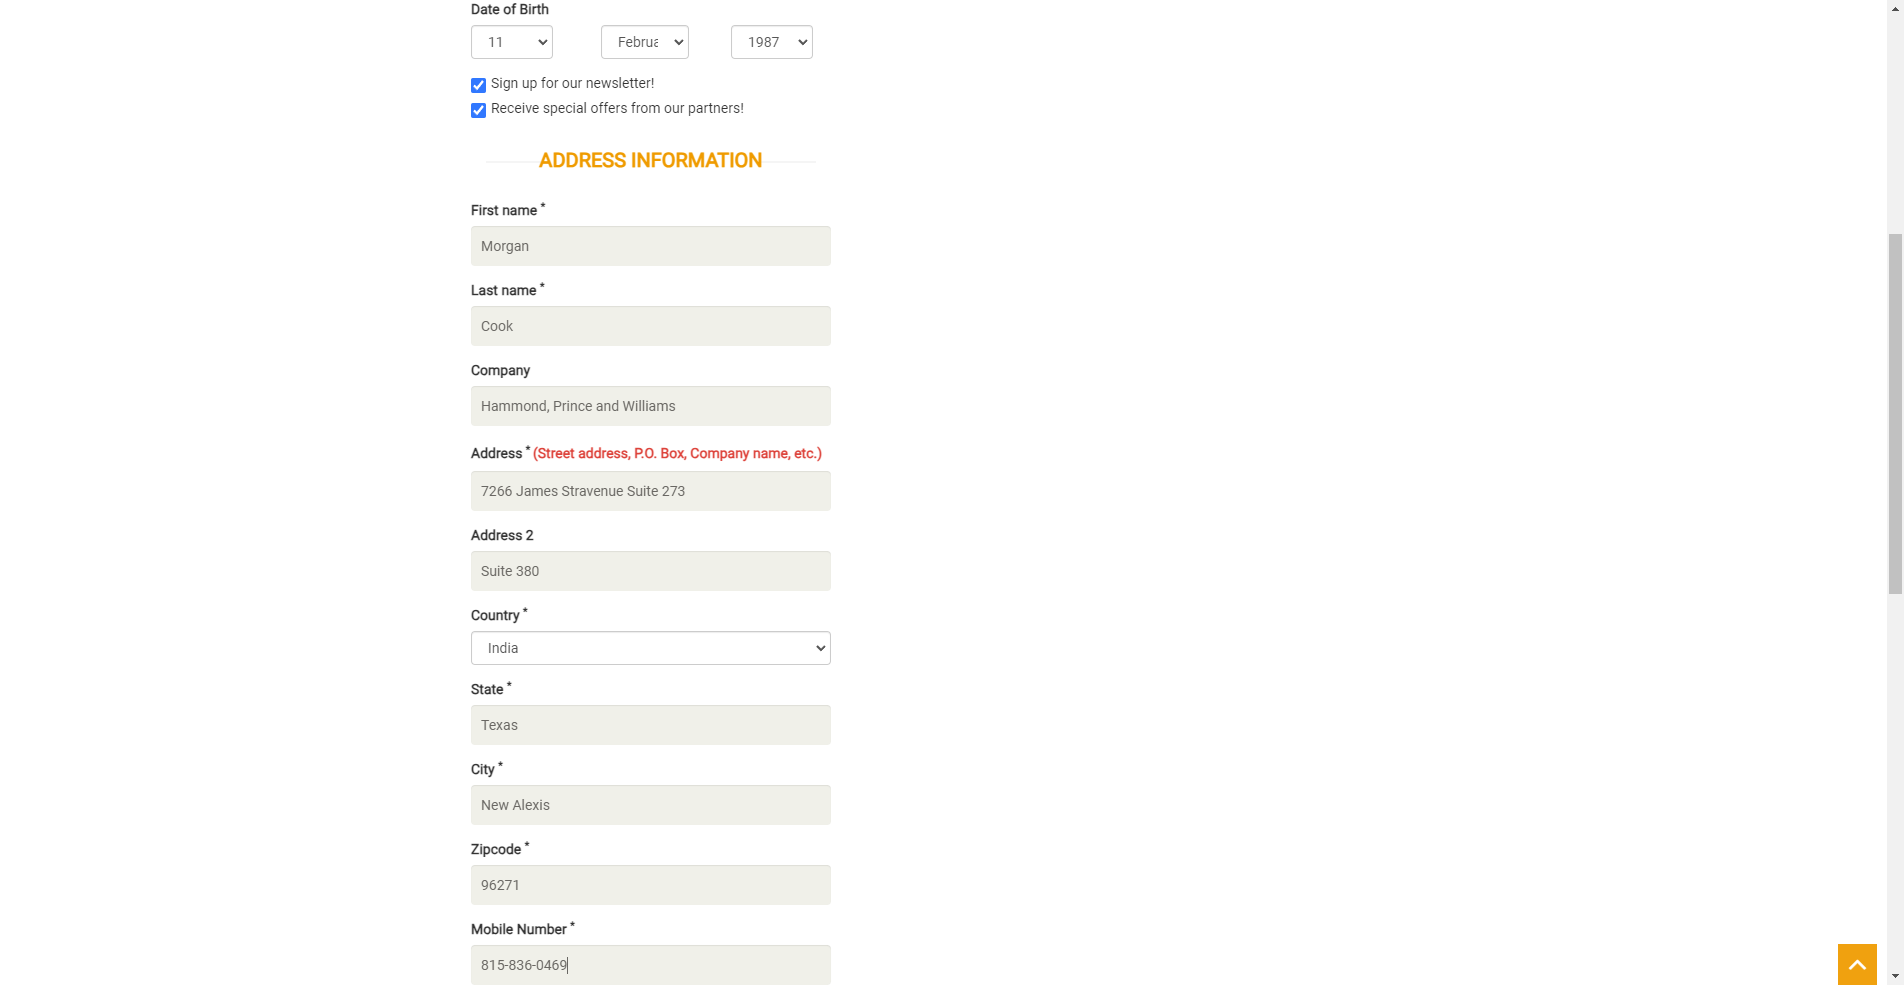 Date of Birth
11 Februa 1987
Sign up for our newsletter!
Receive special offers from our partners!
ADDRESS INFORMATION
First name *
Morgan
Last name *
Cook
Company
Hammond, Prince and Williams
Address * (Street address, P.O. Box, Company name, etc.)
7266 James Stravenue Suite 273
Address 2
Suite 380
Country *
India
State *
Texas
City *
New Alexis
Zipcode *
96271
Mobile Number *
815-836-0469